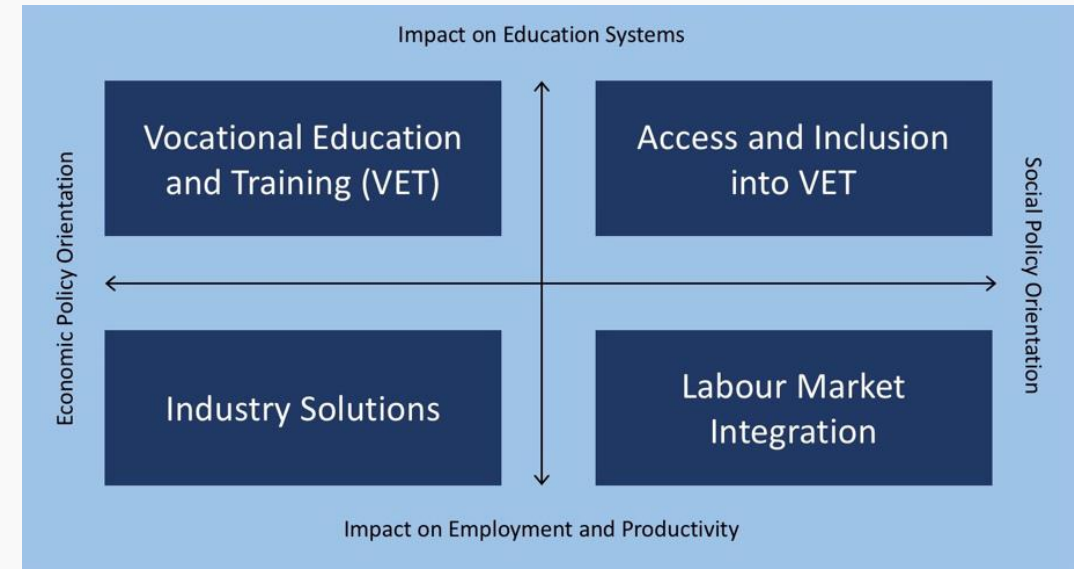 Impact on Education Systems
Vocational Education
and Training (VET)
Access and Inclusion
into VET
Economic Policy Orientation
Social Policy Orientation
Industry Solutions
Labour Market
Integration
Impact on Employment and Productivity